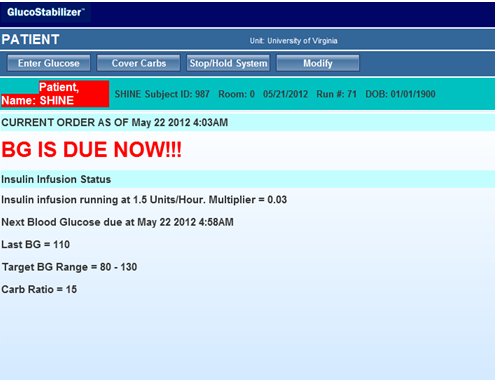 GlucoStabilizer™
PATIENT Unit: University of Virginia
Enter Glucose Cover Carbs Stop/Hold System Modify
Patient,
Name: SHINE SHINE Subject ID: 987 Room: 0 05/21/2012 Run #: 71 DOB: 01/01/1900
CURRENT ORDER AS OF May 22 2012 4:03AM
BG IS DUE NOW!!!
Insulin Infusion Status
Insulin infusion running at 1.5 Units/Hour. Multiplier = 0.03
Next Blood Glucose due at May 22 2012 4:58AM
Last BG = 110
Target BG Range = 80 - 130
Carb Ratio = 15